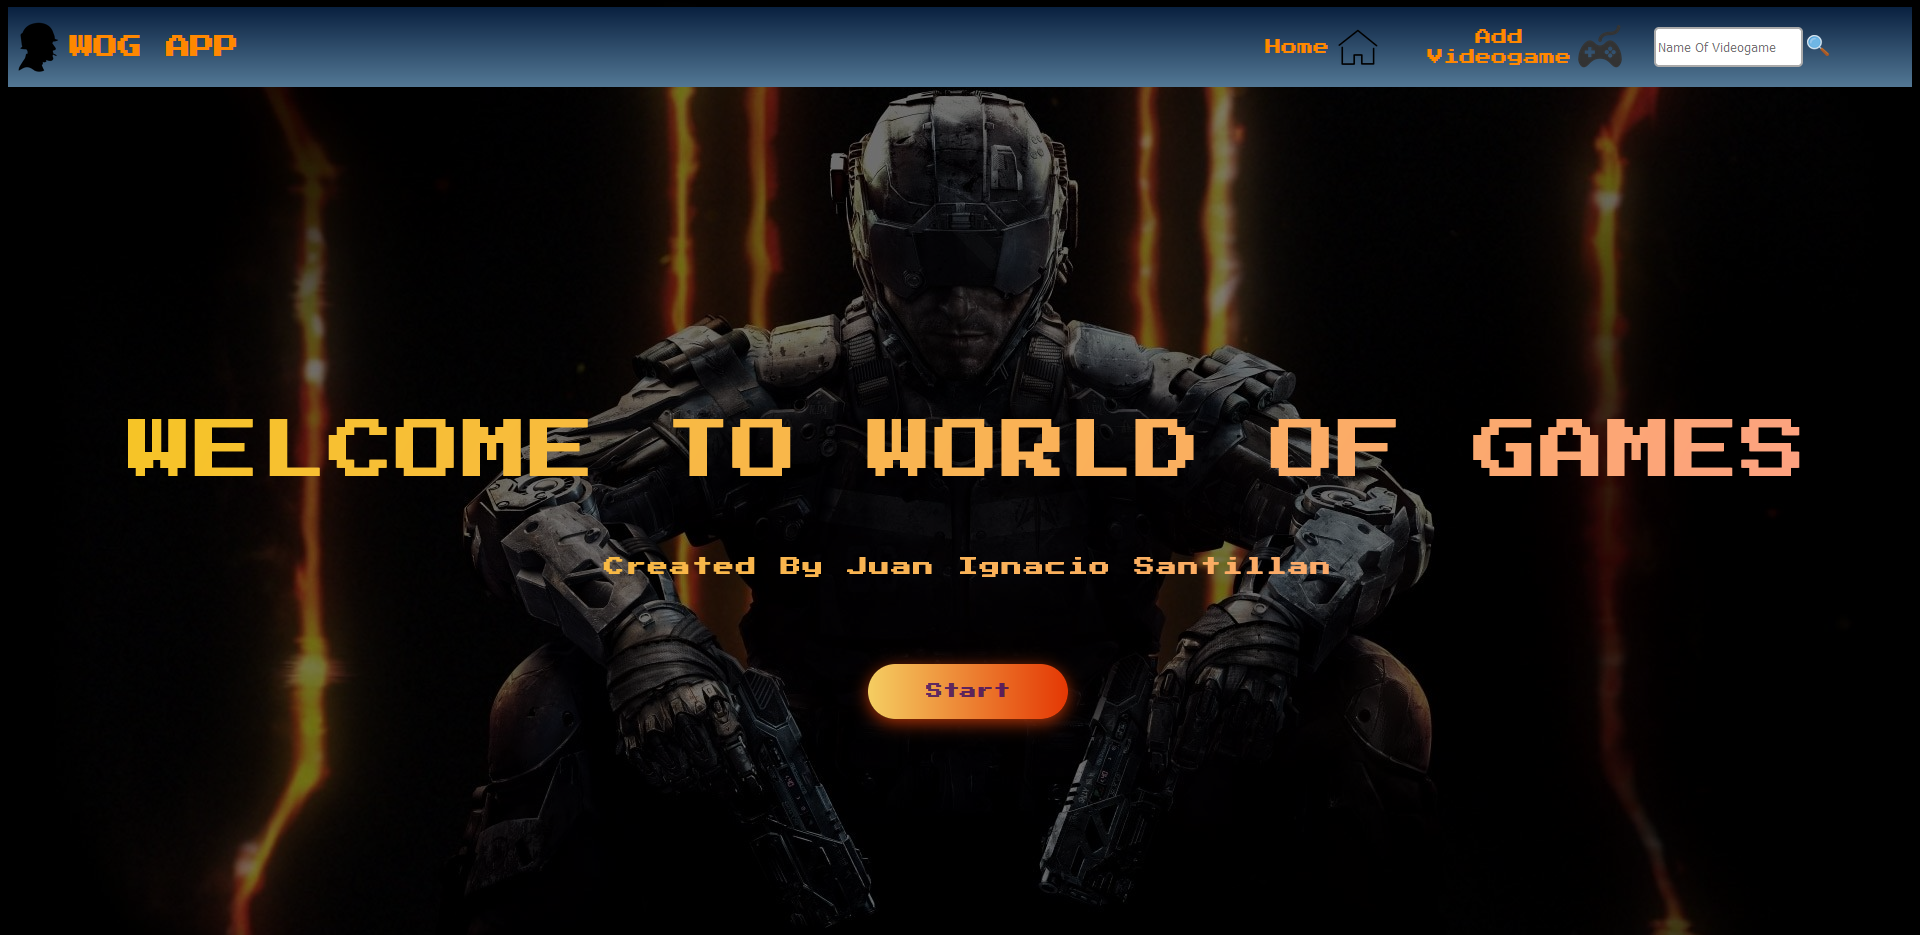 WOG APP
Home
Add
Videogame
Name Of Videogame
WELCOME TO WORLD OF GAMES
Created By Juan Ignacio Santillan
Start